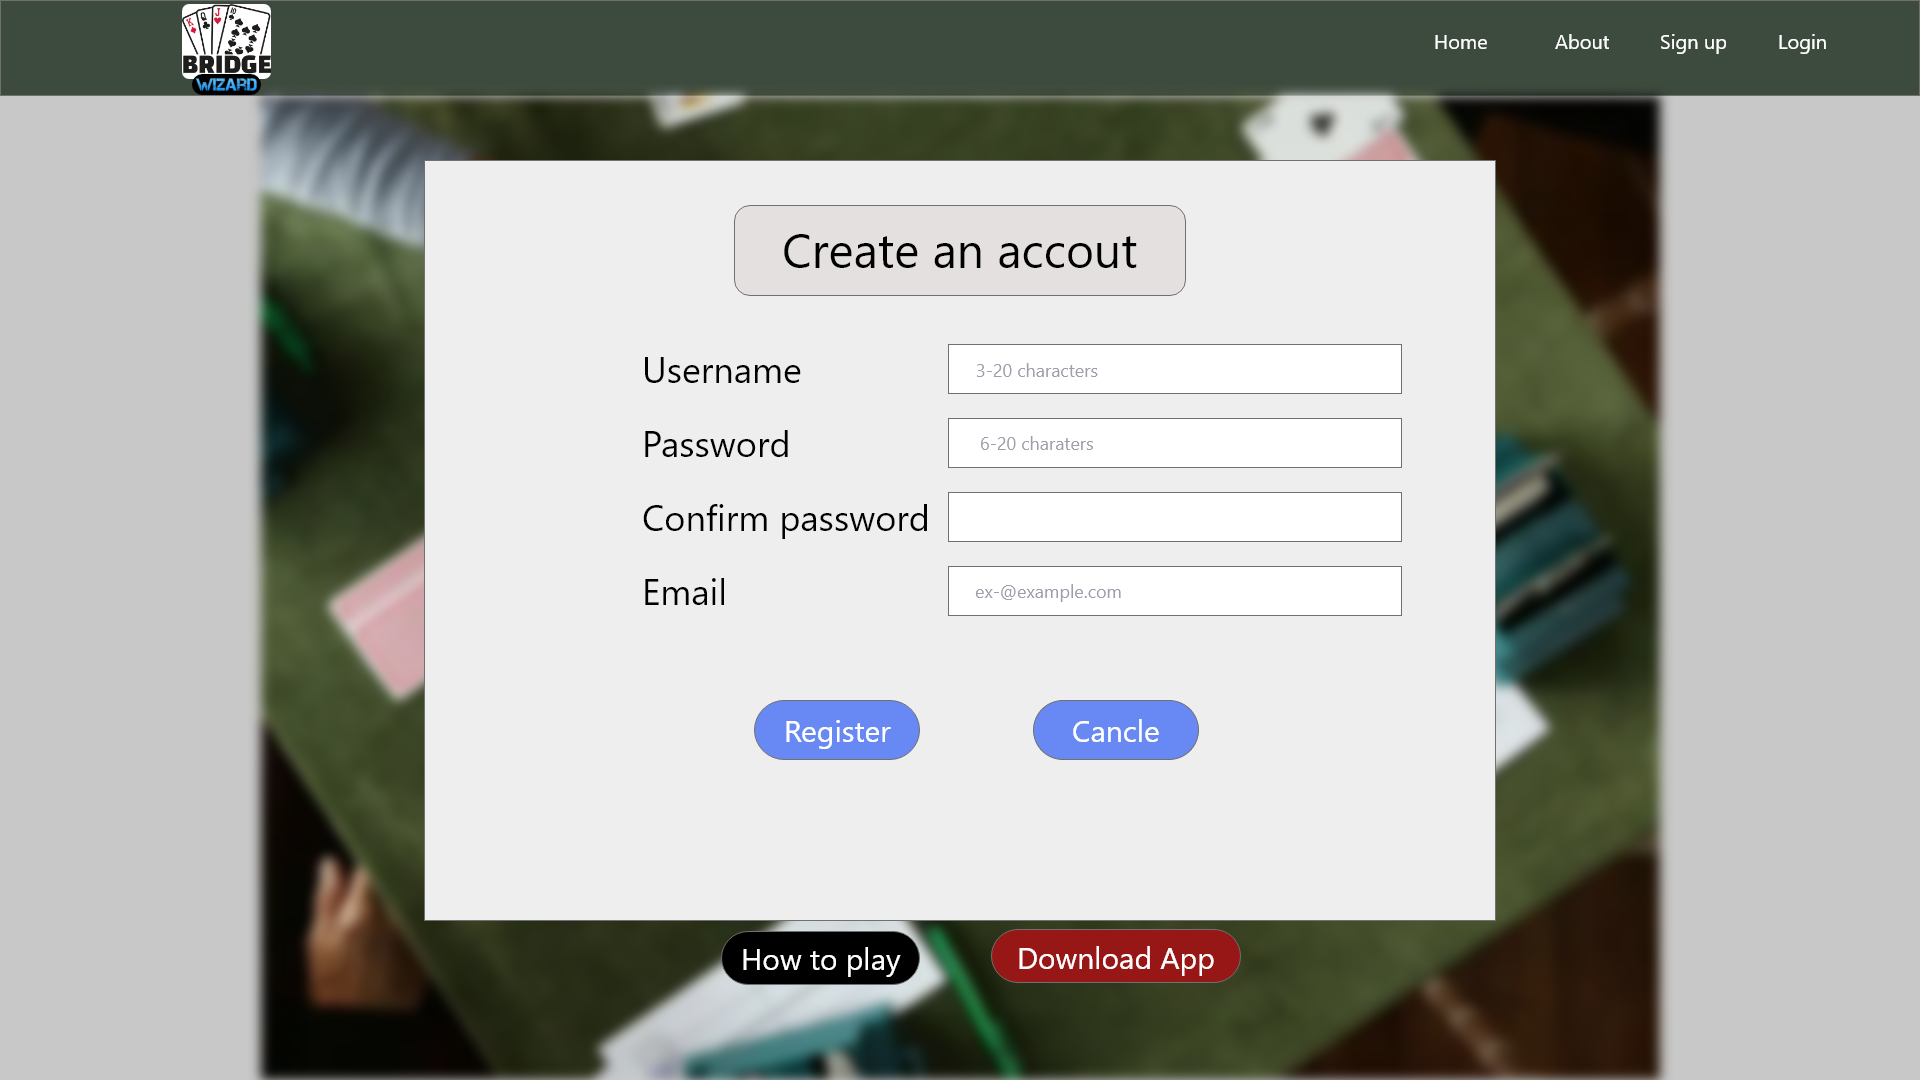 K Q J 10
BRIDGE
WIZARD
Home About Sign up Login
Create an accout
Username 3-20 characters
Password 6-20 charaters
Confirm password
Email ex-@example.com
Register Cancle
How to play Download App